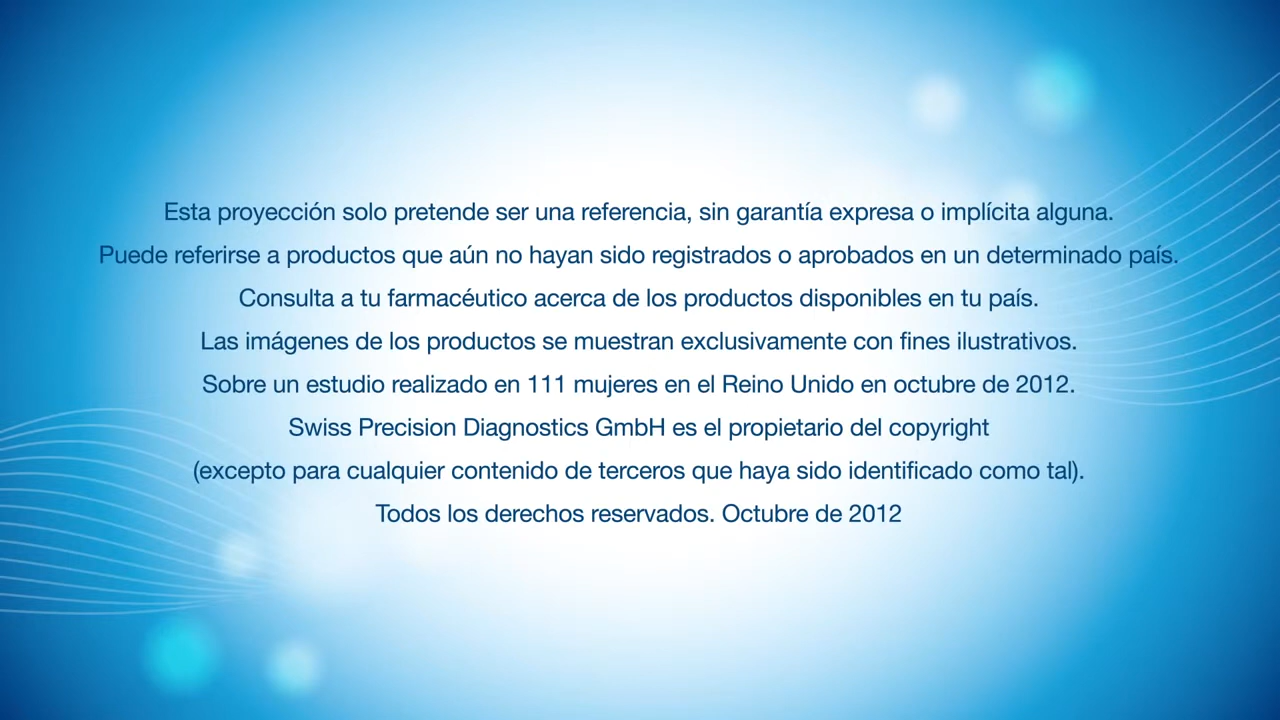 Esta proyección solo pretende ser una referencia, sin garantía expresa o implícita alguna.
Puede referirse a productos que aún no hayan sido registrados o aprobados en un determinado país.
Consulta a tu farmacéutico acerca de los productos disponibles en tu país.
Las imágenes de los productos se muestran exclusivamente con fines ilustrativos.
Sobre un estudio realizado en 111 mujeres en el Reino Unido en octubre de 2012.
Swiss Precision Diagnostics GmbH es el propietario del copyright
(excepto para cualquier contenido de terceros que haya sido identificado como tal).
Todos los derechos reservados. Octubre de 2012